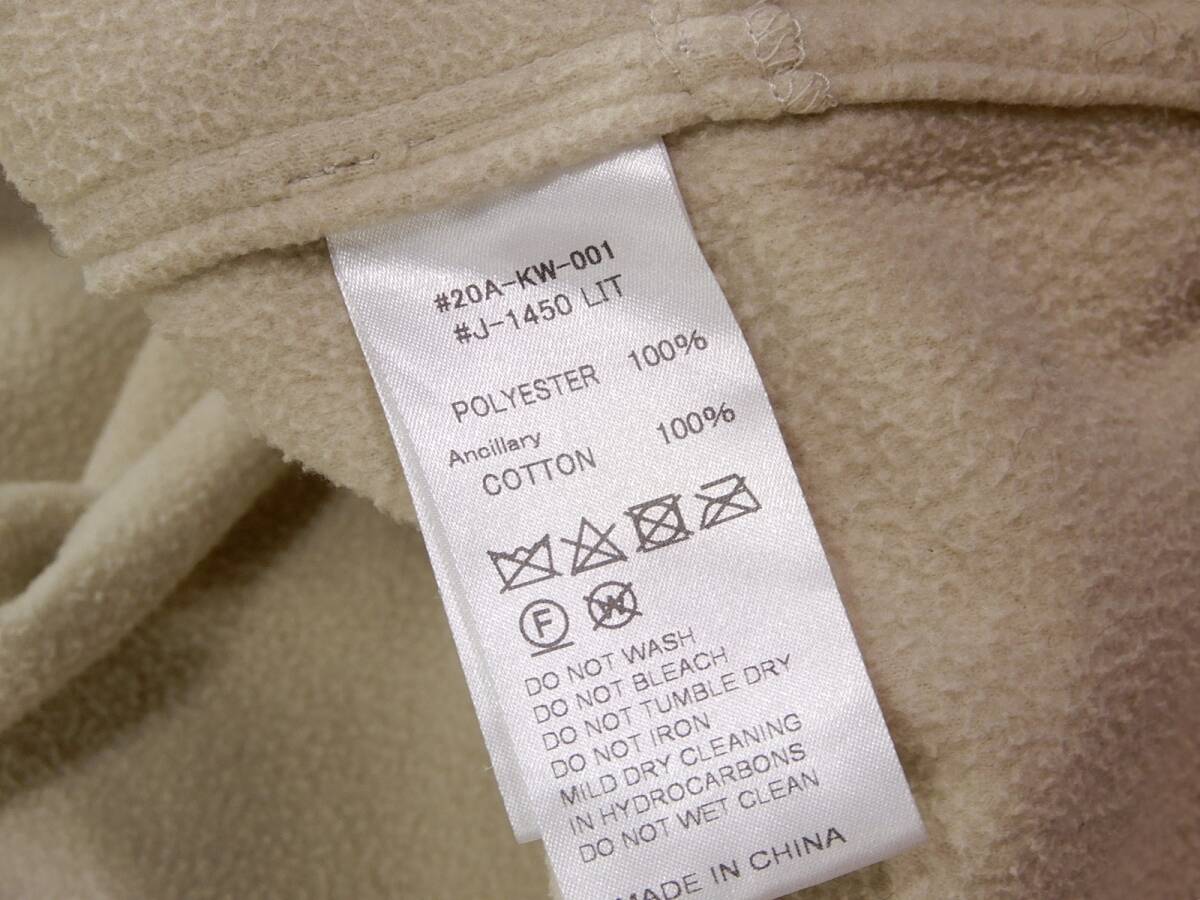 #20A-KW-001
#J-1450 LIT
POLYESTER 100%
Ancillary
COTTON 100%
F W
DO NOT WASH
DO NOT BLEACH
DO NOT TUMBLE DRY
DO NOT IRON
MILD DRY CLEANING
IN HYDROCARBONS
DO NOT WET CLEAN
MADE IN CHINA